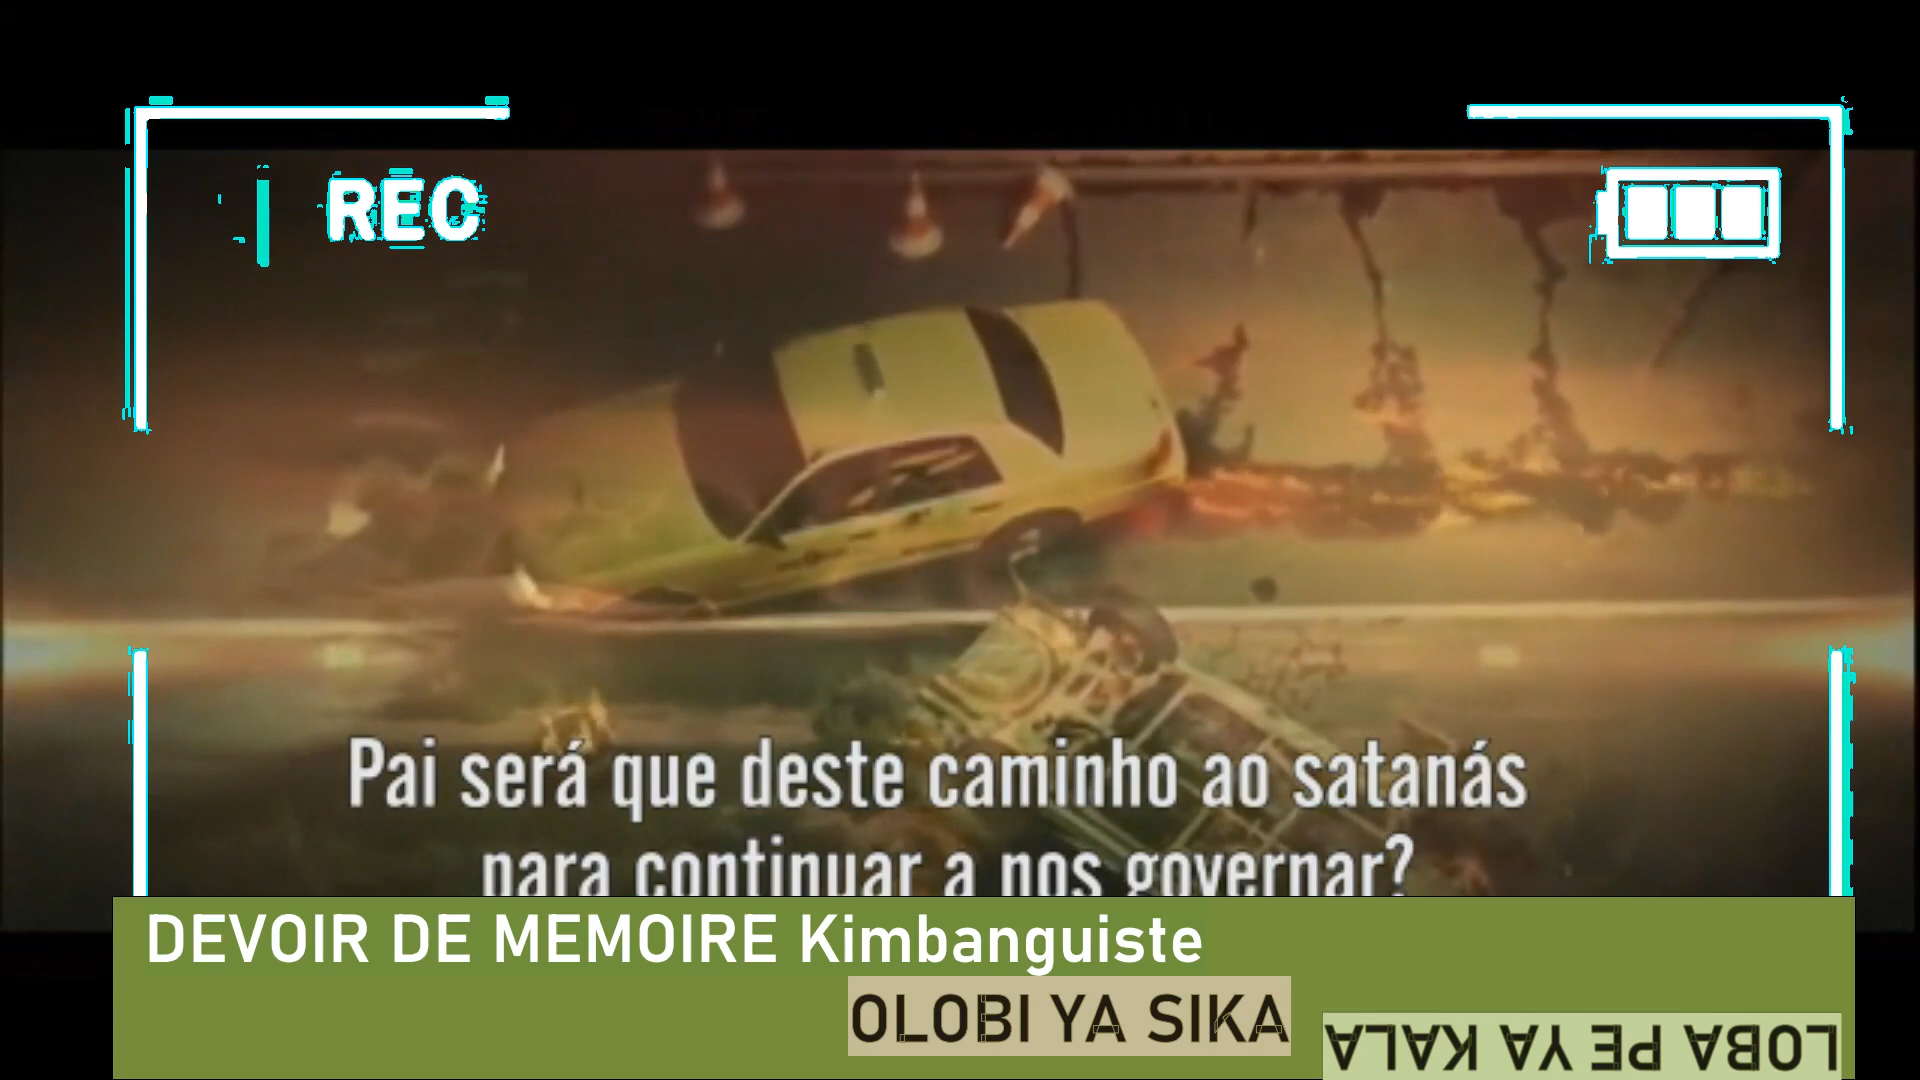 REC
Pai será que deste caminho ao satanás
para continuar a nos governar?
DEVOIR DE MEMOIRE Kimbanguiste
OLOBI YA SIKA
LOBA PE YA KALA